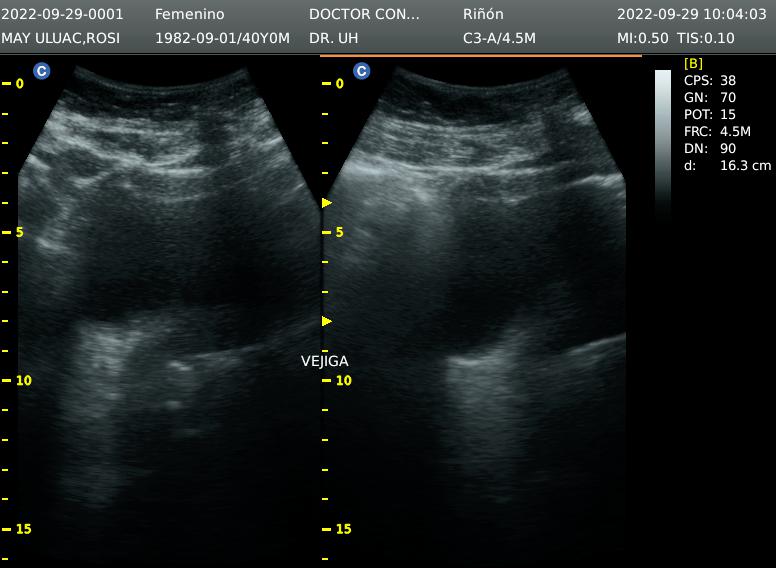 2022-09-29-0001 Femenino DOCTOR CON... Riñón 2022-09-29 10:04:03
MAY ULUAC,ROSI 1982-09-01/40Y0M DR. UH C3-A/4.5M MI:0.50 TIS:0.10
C
C
[B]
CPS: 38
GN: 70
POT: 15
FRC: 4.5M
DN: 90
d: 16.3 cm
0
5
10
15
0
5
10
15
VEJIGA